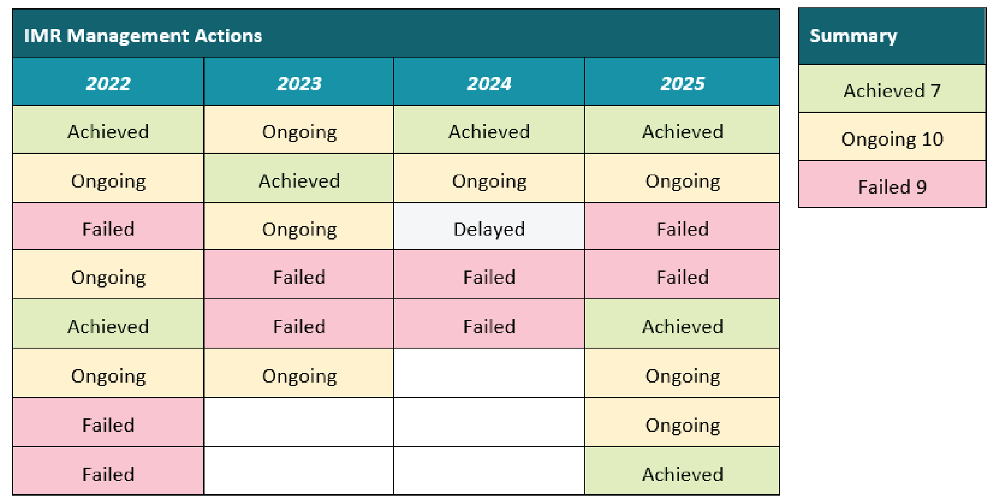 IMR Management Actions
2022 2023 2024 2025
Achieved Ongoing Achieved Achieved
Ongoing Achieved Ongoing Ongoing
Failed Ongoing Delayed Failed
Ongoing Failed Failed Failed
Achieved Failed Failed Achieved
Ongoing Ongoing Ongoing
Failed Ongoing
Failed Achieved
Summary
Achieved 7
Ongoing 10
Failed 9